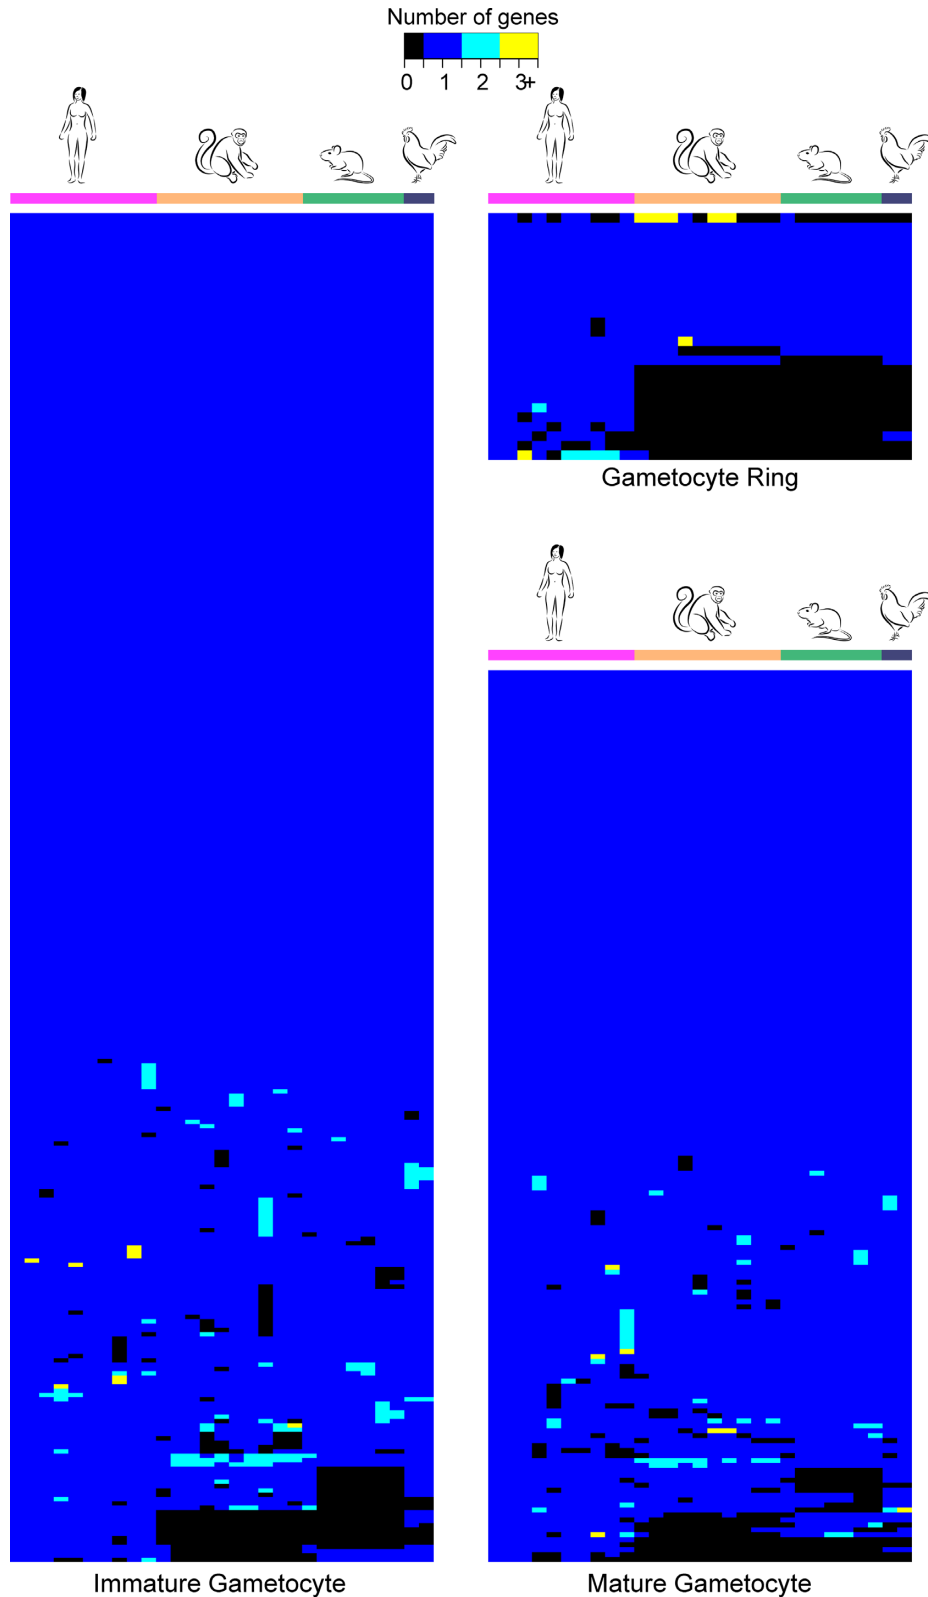 Number of genes
0 1 2 3+
Gametocyte Ring
Immature Gametocyte
Mature Gametocyte